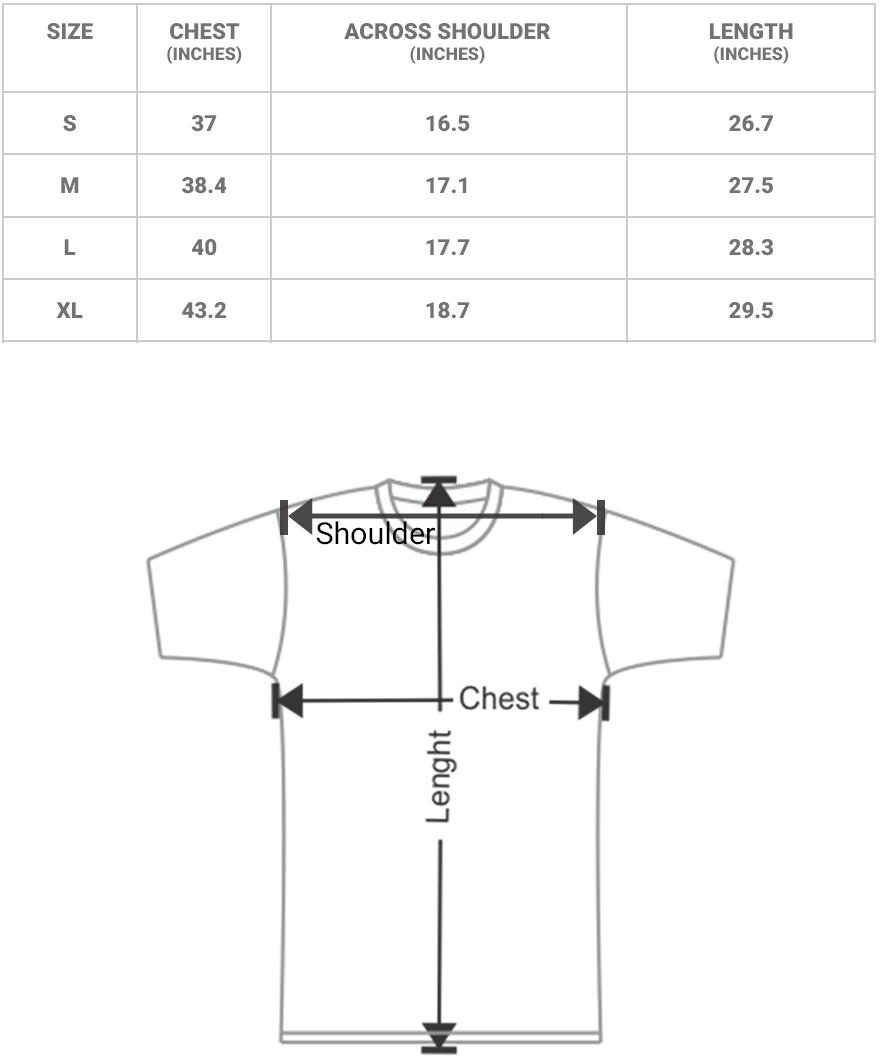 SIZE CHEST ACROSS SHOULDER LENGTH
(INCHES) (INCHES) (INCHES)
S 37 16.5 26.7
M 38.4 17.1 27.5
L 40 17.7 28.3
XL 43.2 18.7 29.5
Shoulder
Chest
Lenght